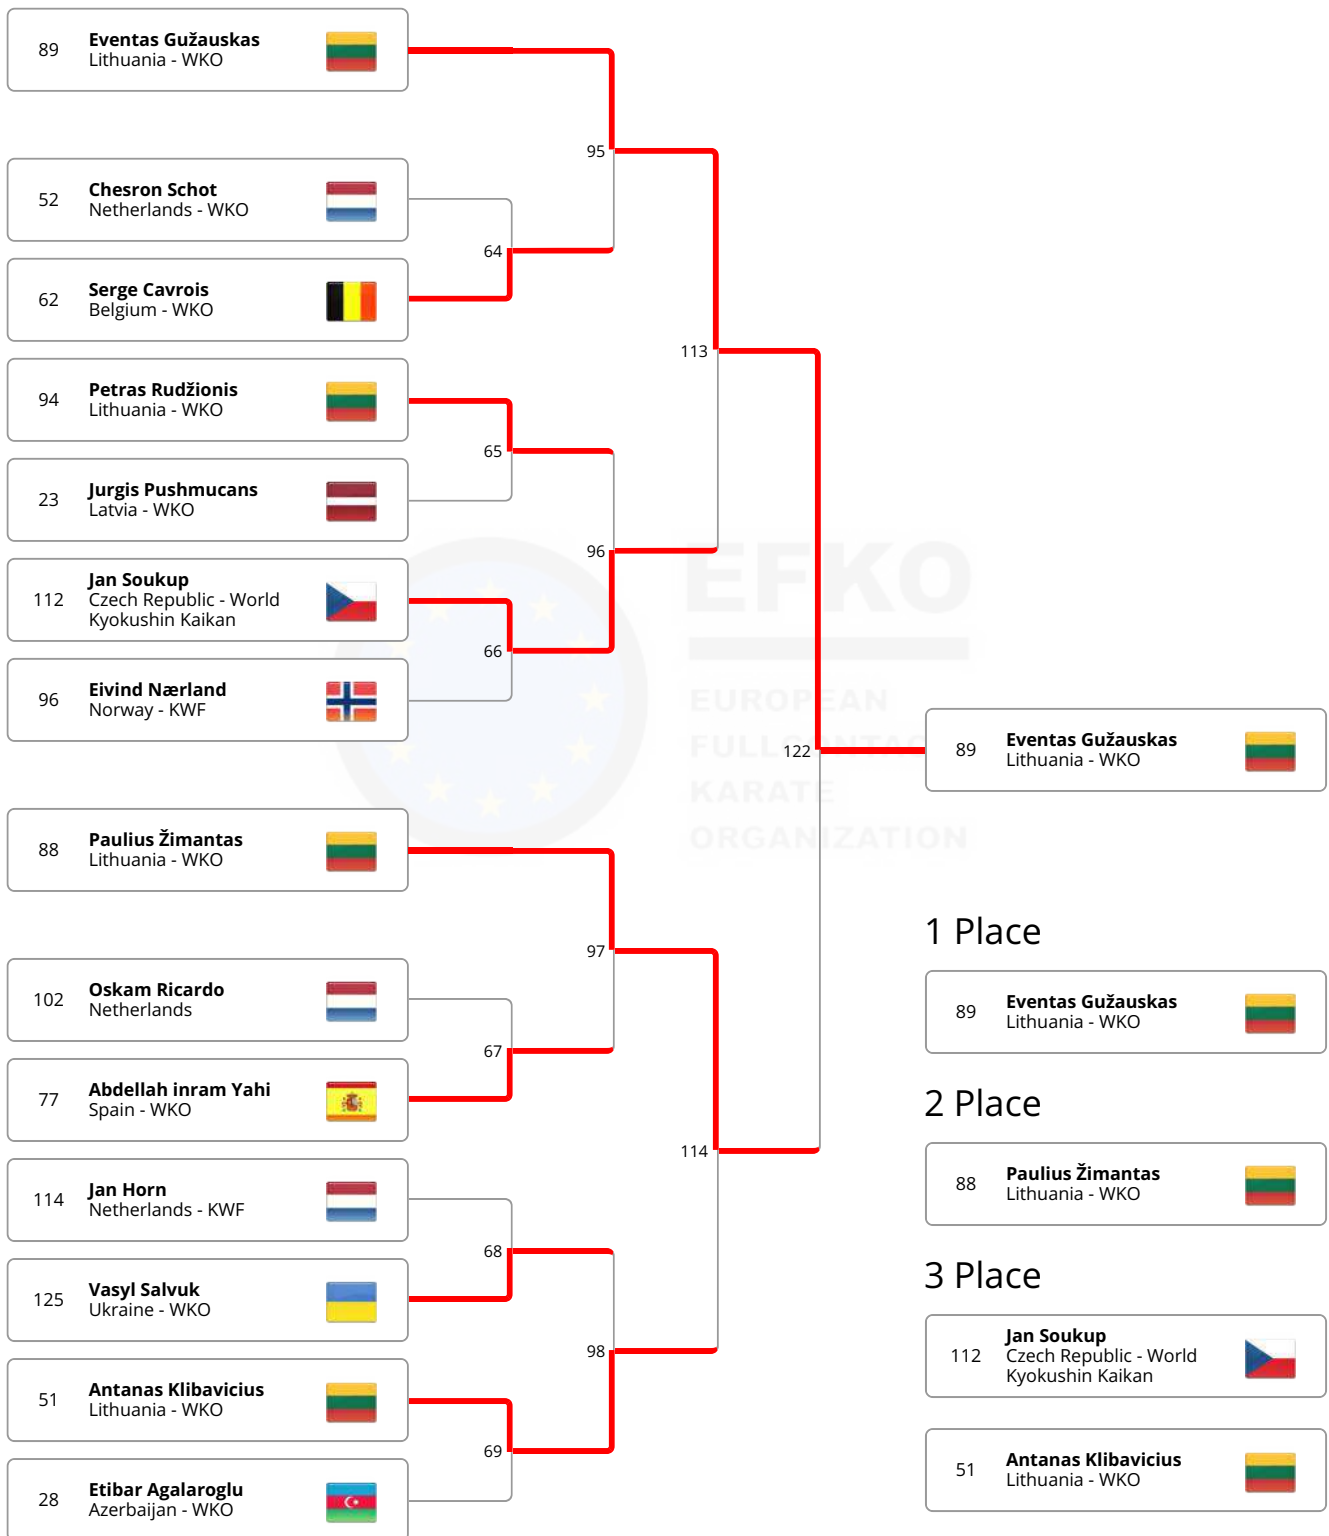 89
Eventas Gužauskas
Lithuania - WKO
95
52
Chesron Schot
Netherlands - WKO
64
62
Serge Cavrois
Belgium - WKO
113
94
Petras Rudžionis
Lithuania - WKO
65
23
Jurgis Pushmucans
Latvia - WKO
96
112
Jan Soukup
Czech Republic - World
Kyokushin Kaikan
66
96
Eivind Nærland
Norway - KWF
EFKO
EUROPEAN
FULLCONTACT
KARATE
ORGANIZATION
122
89
Eventas Gužauskas
Lithuania - WKO
88
Paulius Žimantas
Lithuania - WKO
97
102
Oskam Ricardo
Netherlands
67
77
Abdellah inram Yahi
Spain - WKO
114
114
Jan Horn
Netherlands - KWF
68
125
Vasyl Salvuk
Ukraine - WKO
98
51
Antanas Klibavicius
Lithuania - WKO
69
28
Etibar Agalaroglu
Azerbaijan - WKO
1 Place
89
Eventas Gužauskas
Lithuania - WKO
2 Place
88
Paulius Žimantas
Lithuania - WKO
3 Place
112
Jan Soukup
Czech Republic - World
Kyokushin Kaikan
51
Antanas Klibavicius
Lithuania - WKO